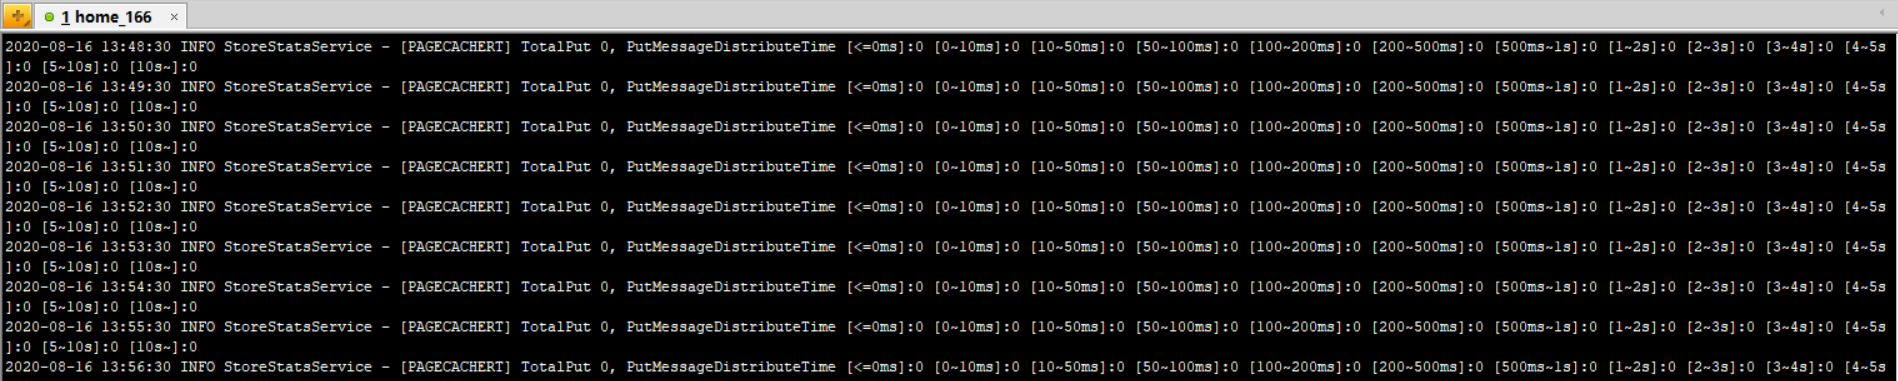 1 home_166
2020-08-16 13:48:30 INFO StoreStatsService - [PAGECACHERT] TotalPut 0, PutMessageDistributeTime [<=0ms]:0 [0~10ms]:0 [10~50ms]:0 [50~100ms]:0 [100~200ms]:0 [200~500ms]:0 [500ms~1s]:0 [1~2s]:0 [2~3s]:0 [3~4s]:0 [4~5s
]:0 [5~10s]:0 [10s~]:0
2020-08-16 13:49:30 INFO StoreStatsService - [PAGECACHERT] TotalPut 0, PutMessageDistributeTime [<=0ms]:0 [0~10ms]:0 [10~50ms]:0 [50~100ms]:0 [100~200ms]:0 [200~500ms]:0 [500ms~1s]:0 [1~2s]:0 [2~3s]:0 [3~4s]:0 [4~5s
]:0 [5~10s]:0 [10s~]:0
2020-08-16 13:50:30 INFO StoreStatsService - [PAGECACHERT] TotalPut 0, PutMessageDistributeTime [<=0ms]:0 [0~10ms]:0 [10~50ms]:0 [50~100ms]:0 [100~200ms]:0 [200~500ms]:0 [500ms~1s]:0 [1~2s]:0 [2~3s]:0 [3~4s]:0 [4~5s
]:0 [5~10s]:0 [10s~]:0
2020-08-16 13:51:30 INFO StoreStatsService - [PAGECACHERT] TotalPut 0, PutMessageDistributeTime [<=0ms]:0 [0~10ms]:0 [10~50ms]:0 [50~100ms]:0 [100~200ms]:0 [200~500ms]:0 [500ms~1s]:0 [1~2s]:0 [2~3s]:0 [3~4s]:0 [4~5s
]:0 [5~10s]:0 [10s~]:0
2020-08-16 13:52:30 INFO StoreStatsService - [PAGECACHERT] TotalPut 0, PutMessageDistributeTime [<=0ms]:0 [0~10ms]:0 [10~50ms]:0 [50~100ms]:0 [100~200ms]:0 [200~500ms]:0 [500ms~1s]:0 [1~2s]:0 [2~3s]:0 [3~4s]:0 [4~5s
]:0 [5~10s]:0 [10s~]:0
2020-08-16 13:53:30 INFO StoreStatsService - [PAGECACHERT] TotalPut 0, PutMessageDistributeTime [<=0ms]:0 [0~10ms]:0 [10~50ms]:0 [50~100ms]:0 [100~200ms]:0 [200~500ms]:0 [500ms~1s]:0 [1~2s]:0 [2~3s]:0 [3~4s]:0 [4~5s
]:0 [5~10s]:0 [10s~]:0
2020-08-16 13:54:30 INFO StoreStatsService - [PAGECACHERT] TotalPut 0, PutMessageDistributeTime [<=0ms]:0 [0~10ms]:0 [10~50ms]:0 [50~100ms]:0 [100~200ms]:0 [200~500ms]:0 [500ms~1s]:0 [1~2s]:0 [2~3s]:0 [3~4s]:0 [4~5s
]:0 [5~10s]:0 [10s~]:0
2020-08-16 13:55:30 INFO StoreStatsService - [PAGECACHERT] TotalPut 0, PutMessageDistributeTime [<=0ms]:0 [0~10ms]:0 [10~50ms]:0 [50~100ms]:0 [100~200ms]:0 [200~500ms]:0 [500ms~1s]:0 [1~2s]:0 [2~3s]:0 [3~4s]:0 [4~5s
]:0 [5~10s]:0 [10s~]:0
2020-08-16 13:56:30 INFO StoreStatsService - [PAGECACHERT] TotalPut 0, PutMessageDistributeTime [<=0ms]:0 [0~10ms]:0 [10~50ms]:0 [50~100ms]:0 [100~200ms]:0 [200~500ms]:0 [500ms~1s]:0 [1~2s]:0 [2~3s]:0 [3~4s]:0 [4~5s